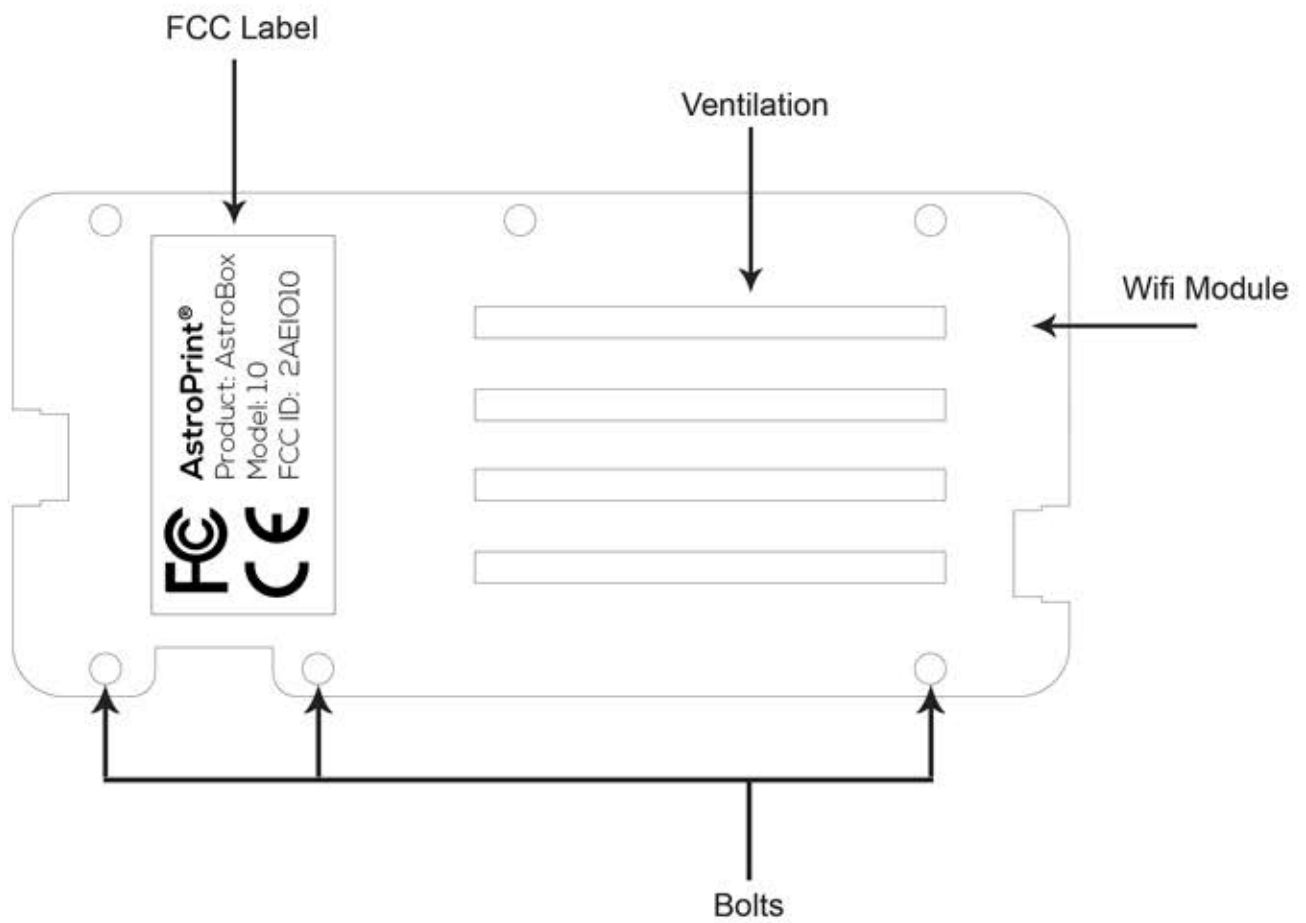 FCC Label
Ventilation
Wifi Module
FC
CE
AstroPrint®
Product: AstroBox
Model: 1.0
FCC ID: 2AEIO10
Bolts